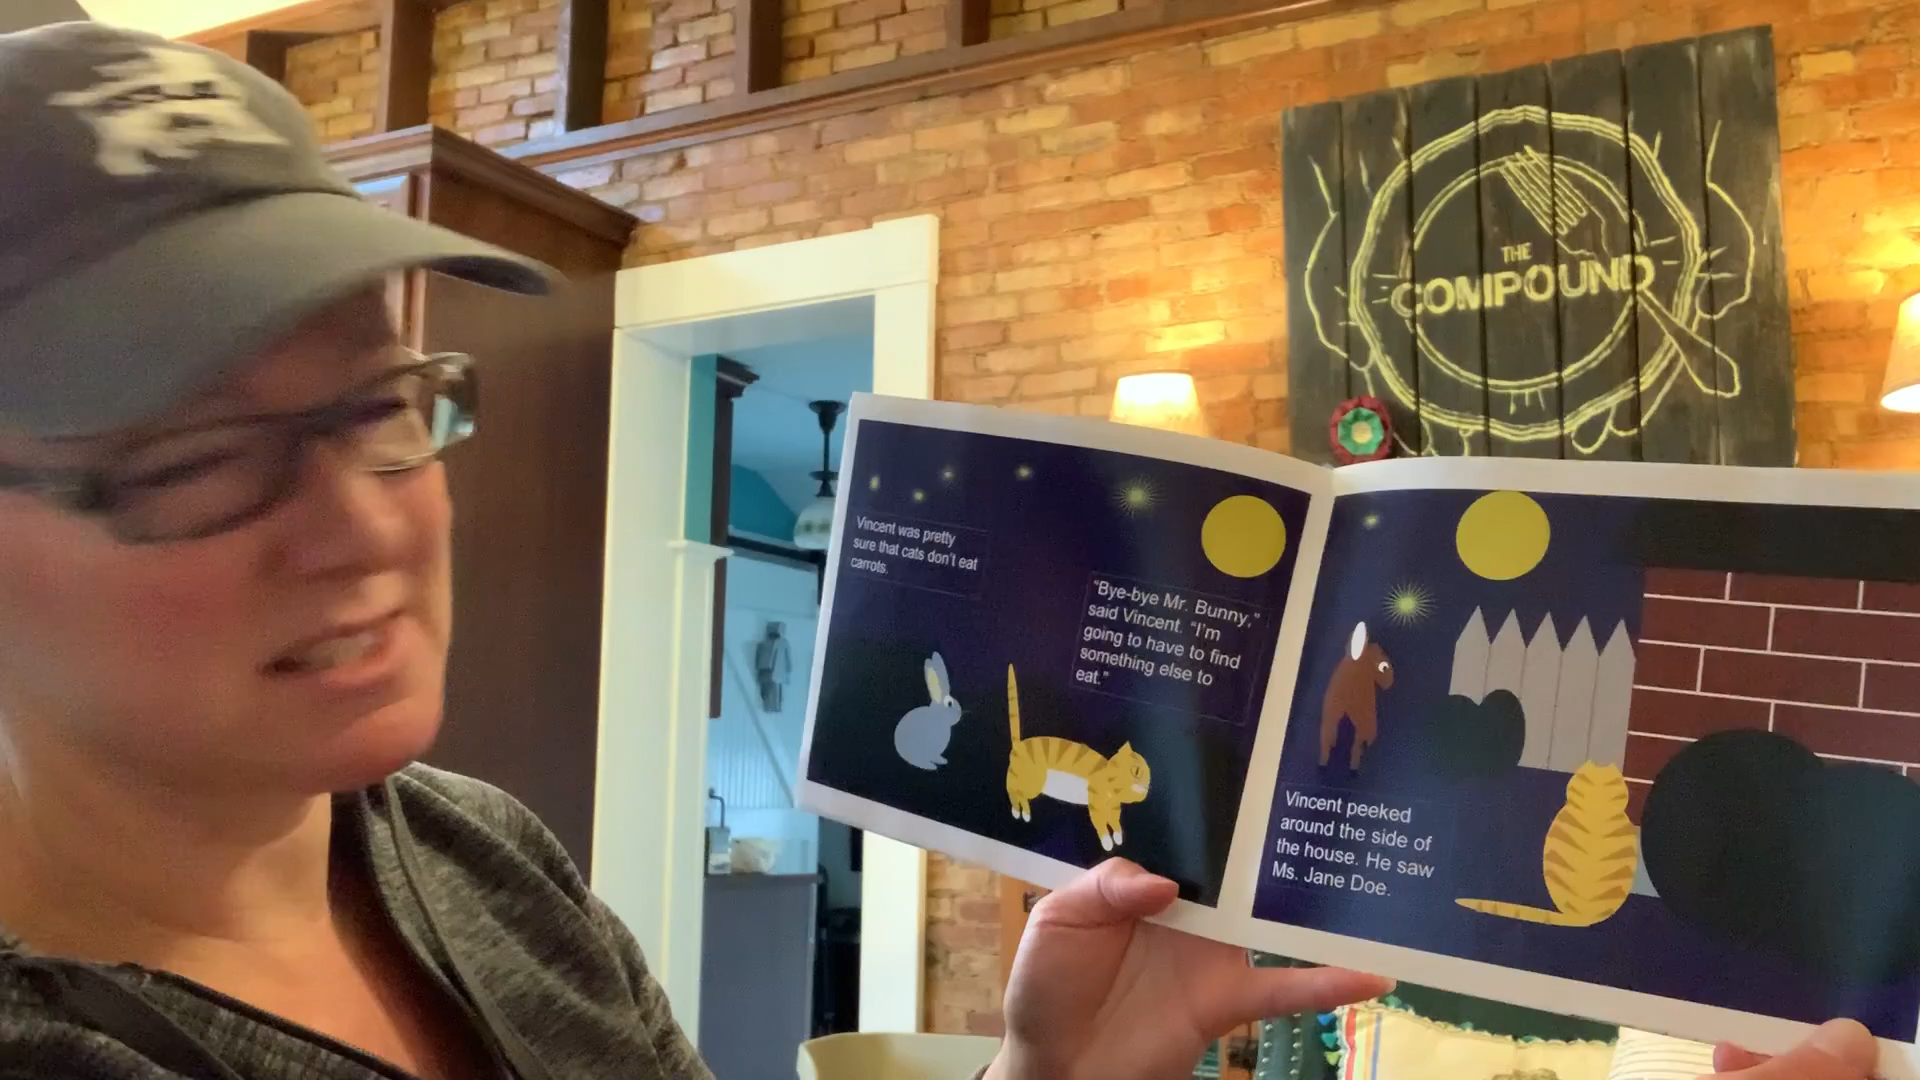 THE
COMPOUND
Vincent was pretty
sure that cats don't eat
carrots.
"Bye-bye Mr. Bunny,"
said Vincent. "I'm
going to have to find
something else to
eat."
Vincent peeked
around the side of
the house. He saw
Ms. Jane Doe.